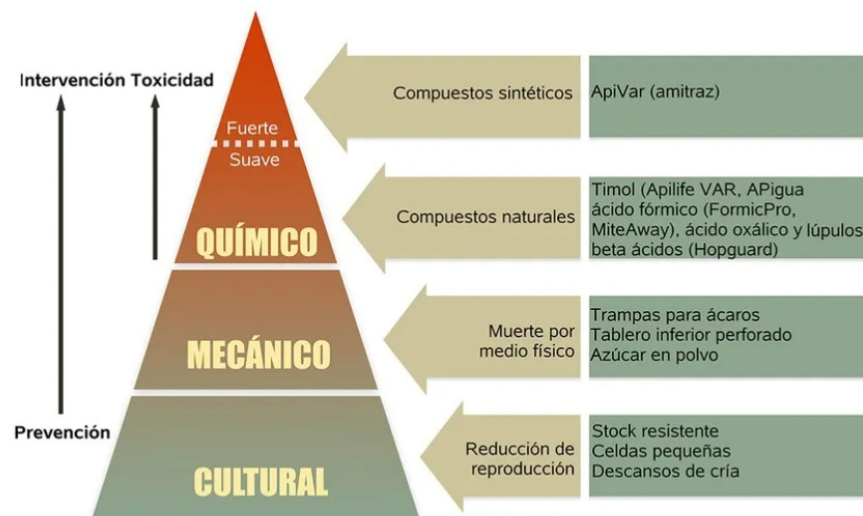 Intervención Toxicidad
Prevención
Fuerte
Suave
QUÍMICO
MECÁNICO
CULTURAL
Compuestos sintéticos
ApiVar (amitraz)
Compuestos naturales
Timol (Apilife VAR, APigua
ácido fórmico (FormicPro,
MiteAway), ácido oxálico y lúpulos
beta ácidos (Hopguard)
Muerte por
medio físico
Trampas para ácaros
Tablero inferior perforado
Azúcar en polvo
Reducción de
reproducción
Stock resistente
Celdas pequeñas
Descansos de cría